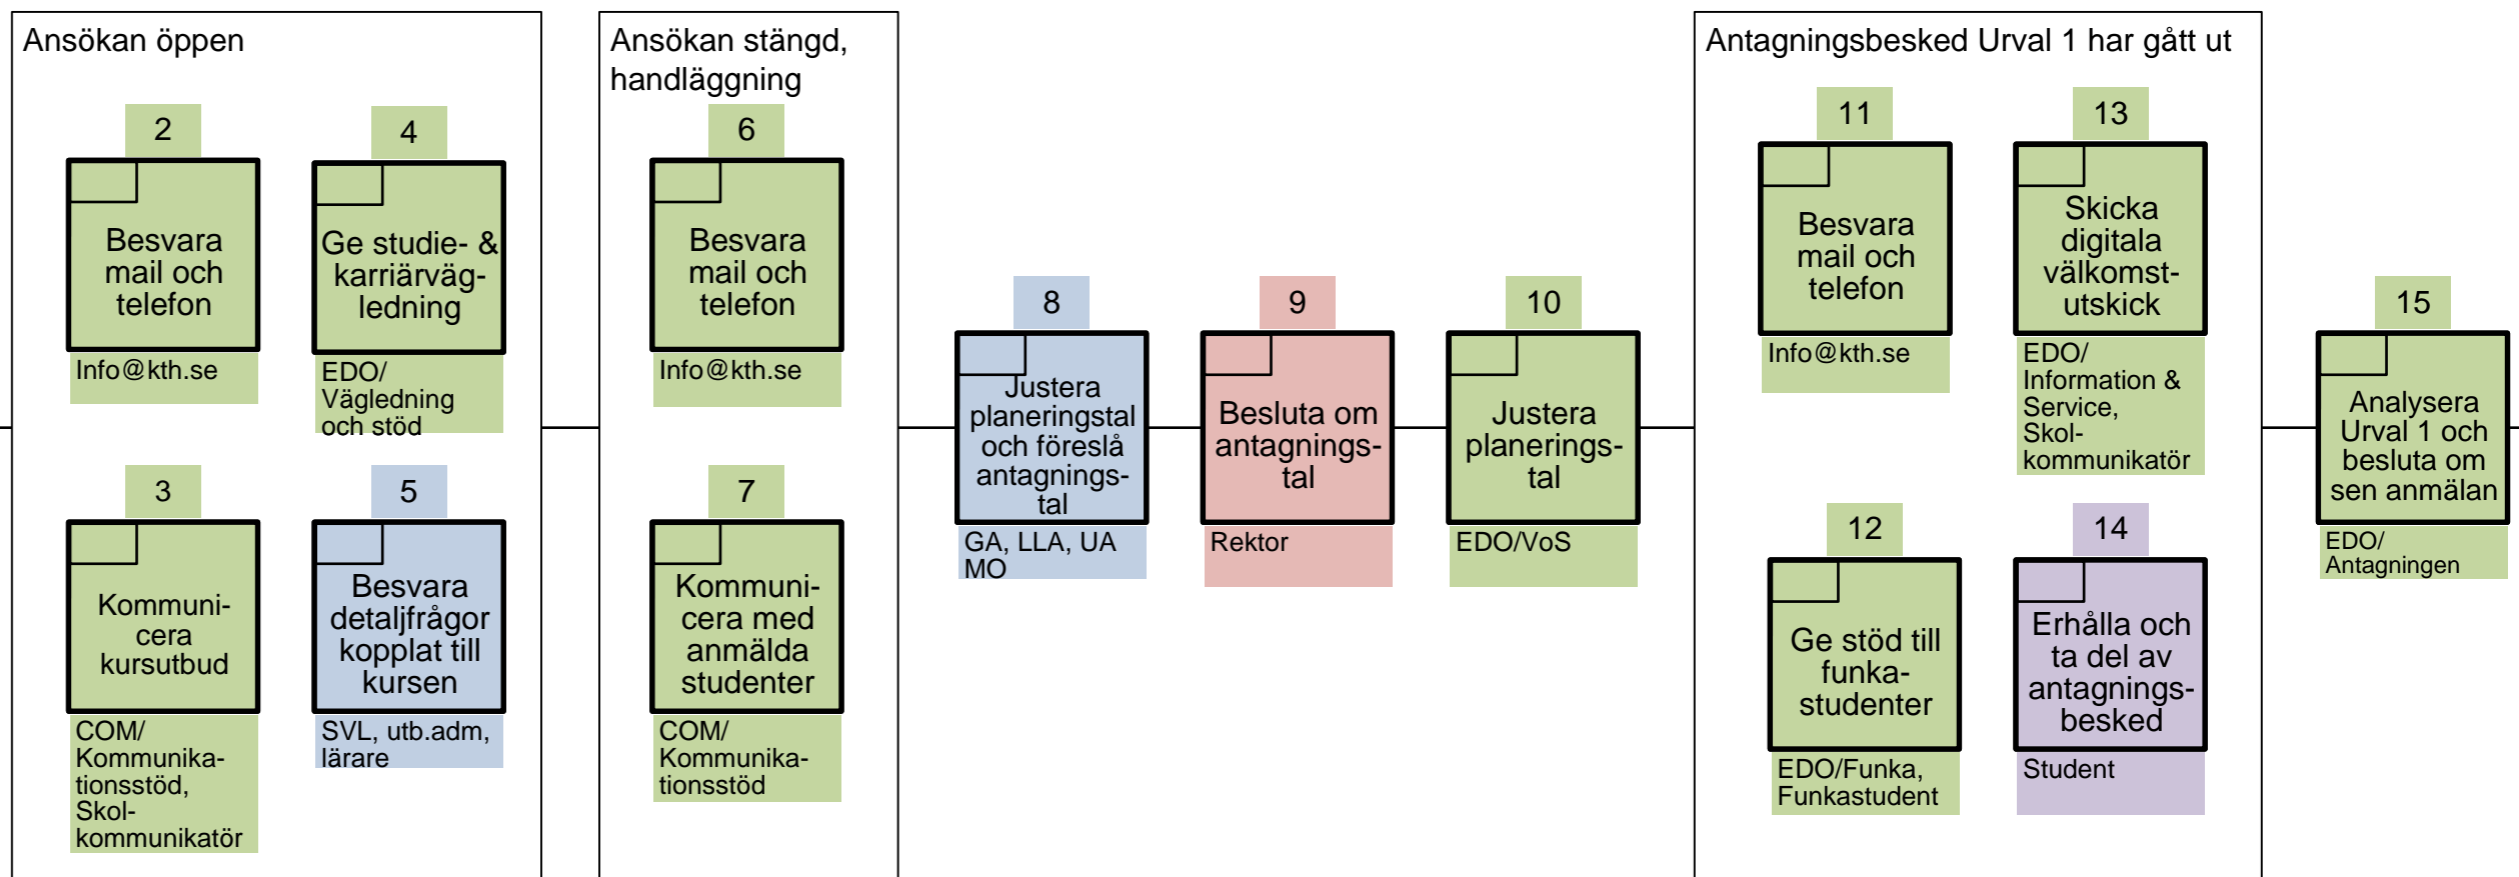 Ansökan öppen
2
Besvara
mail och
telefon
Info@kth.se
4
Ge studie- &
karriärväg-
ledning
EDO/
Vägledning
och stöd
3
Kommuni-
cera
kursutbud
COM/
Kommunika-
tionsstöd,
Skol-
kommunikatör
5
Besvara
detaljfrågor
kopplat till
kursen
SVL, utb.adm,
lärare
Ansökan stängd,
handläggning
6
Besvara
mail och
telefon
Info@kth.se
7
Kommuni-
cera med
anmälda
studenter
COM/
Kommunika-
tionsstöd
8
Justera
planeringstal
och föreslå
antagnings-
tal
GA, LLA, UA
MO
9
Besluta om
antagnings-
tal
Rektor
10
Justera
planerings-
tal
EDO/VoS
Antagningsbesked Urval 1 har gått ut
11
Besvara
mail och
telefon
Info@kth.se
13
Skicka
digitala
välkomst-
utskick
EDO/
Information &
Service,
Skol-
kommunikatör
12
Ge stöd till
funka-
studenter
EDO/Funka,
Funkastudent
14
Erhålla och
ta del av
antagnings-
besked
Student
15
Analysera
Urval 1 och
besluta om
sen anmälan
EDO/
Antagningen